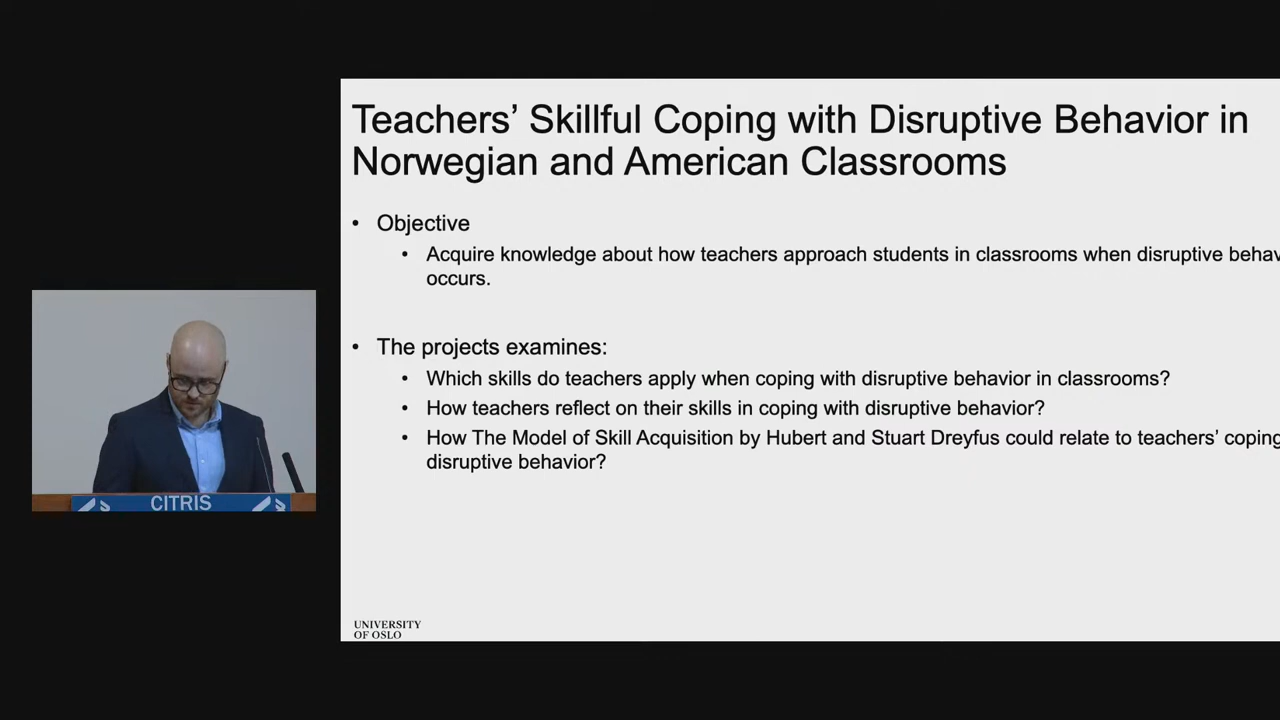 Teachers’ Skillful Coping with Disruptive Behavior in
Norwegian and American Classrooms
• Objective
• Acquire knowledge about how teachers approach students in classrooms when disruptive behav
occurs.
• The projects examines:
• Which skills do teachers apply when coping with disruptive behavior in classrooms?
• How teachers reflect on their skills in coping with disruptive behavior?
• How The Model of Skill Acquisition by Hubert and Stuart Dreyfus could relate to teachers’ coping
disruptive behavior?
CITRIS
UNIVERSITY
OF OSLO